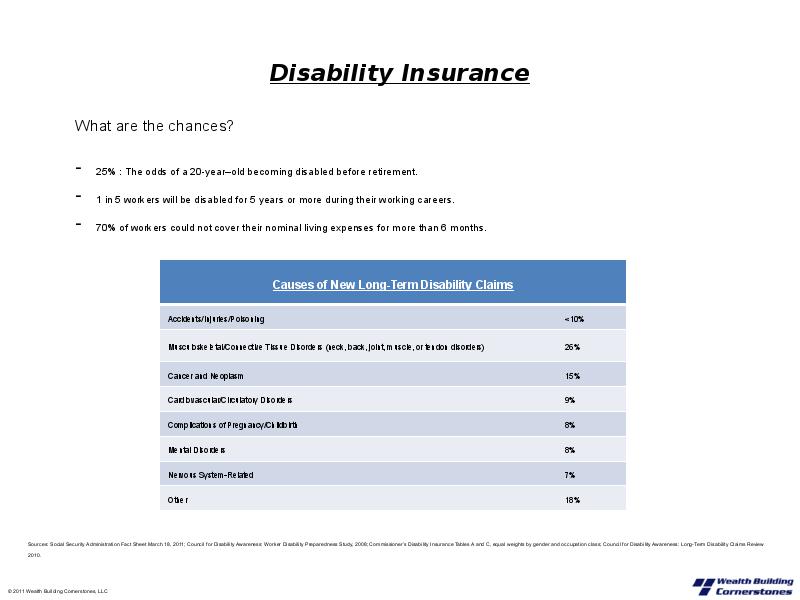 Disability Insurance
What are the chances?
- 25% : The odds of a 20-year–old becoming disabled before retirement.
- 1 in 5 workers will be disabled for 5 years or more during their working careers.
- 70% of workers could not cover their nominal living expenses for more than 6 months.
Causes of New Long-Term Disability Claims
Accidents/Injuries/Poisoning <10%
Musculoskeletal/Connective Tissue Disorders (neck, back, joint, muscle, or tendon disorders) 26%
Cancer and Neoplasm 15%
Cardiovascular/Circulatory Disorders 9%
Complications of Pregnancy/Childbirth 8%
Mental Disorders 8%
Nervous System-Related 7%
Other 18%
Sources: Social Security Administration Fact Sheet March 18, 2011; Council for Disability Awareness; Worker Disability Preparedness Study, 2008; Commissioner's Disability Insurance Tables A and C, equal weights by gender and occupation class; Council for Disability Awareness: Long-Term Disability Claims Review
2010.
© 2011 Wealth Building Cornerstones, LLC
Wealth Building
Cornerstones